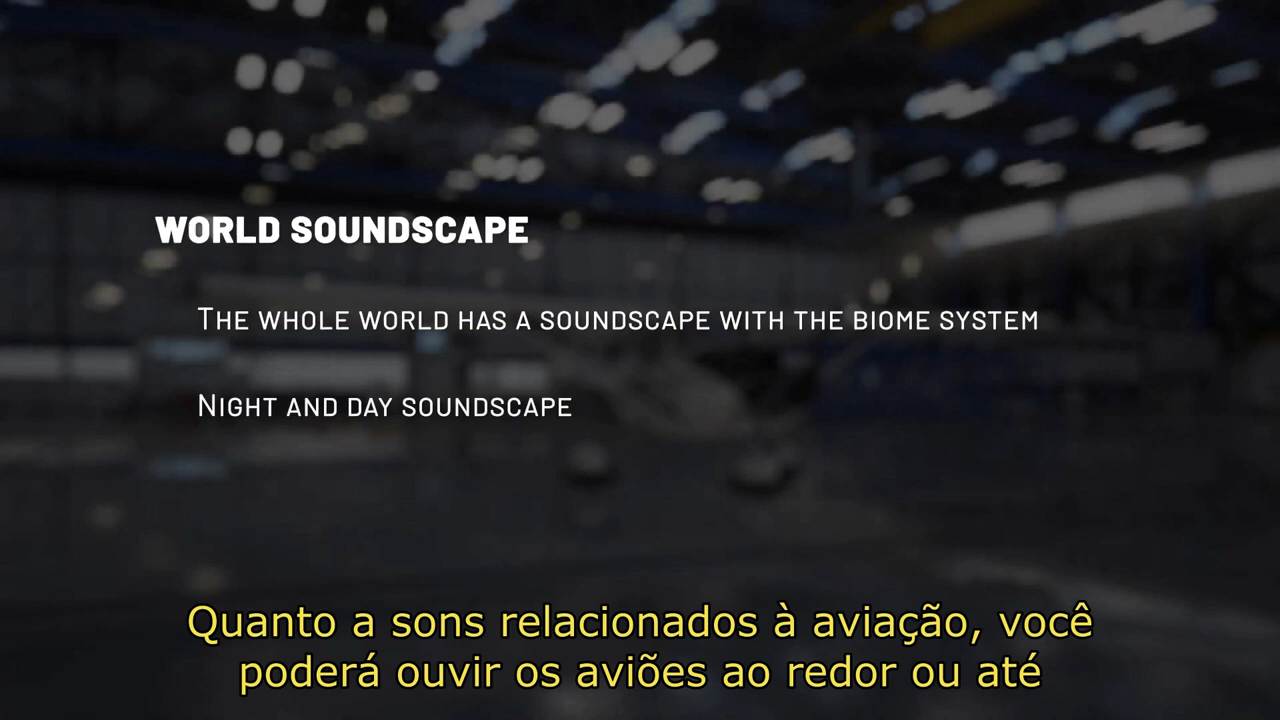 WORLD SOUNDSCAPE
THE WHOLE WORLD HAS A SOUNDSCAPE WITH THE BIOME SYSTEM
NIGHT AND DAY SOUNDSCAPE
Quanto a sons relacionados à aviação, você
poderá ouvir os aviões ao redor ou até